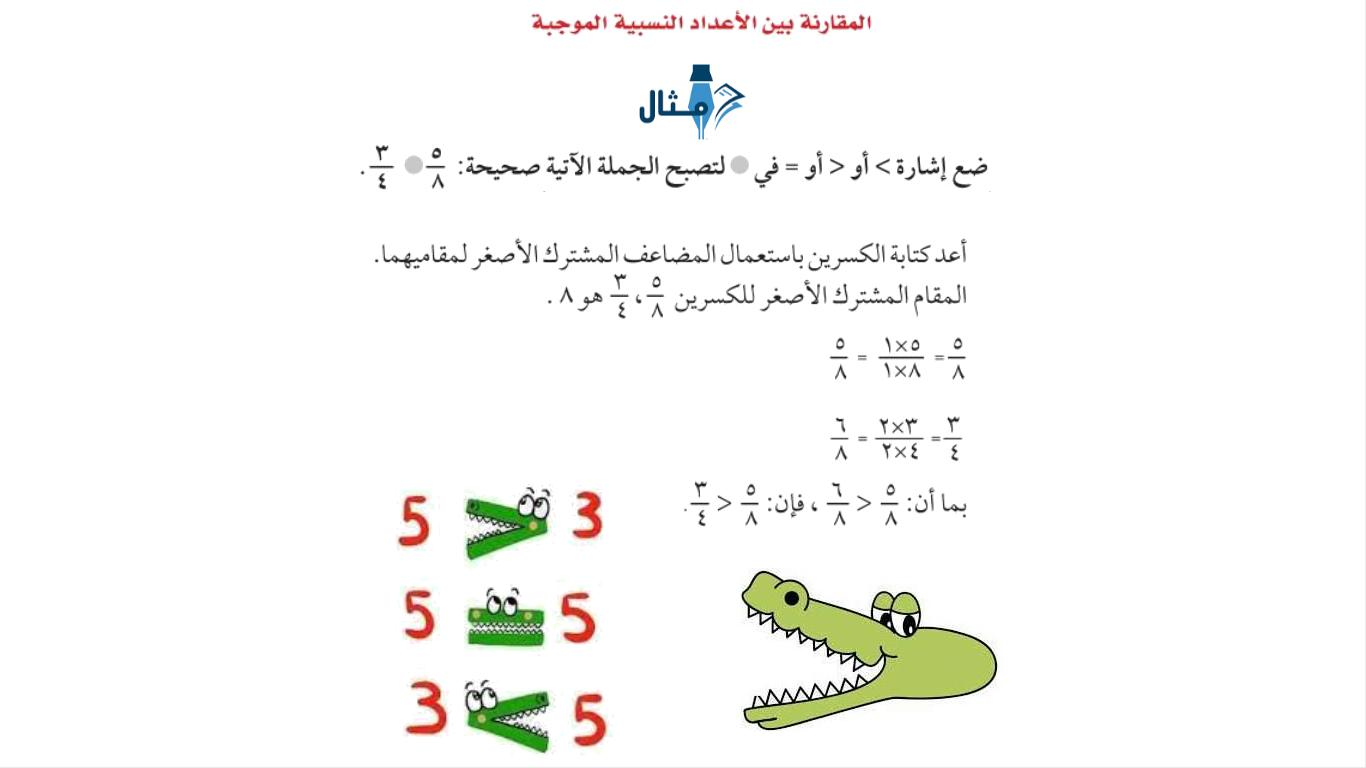 المقارنة بين الأعداد النسبية الموجبة
مثال
ضع إشارة > أو < أو = في ● لتصبح الجملة الآتية صحيحة: ٥/٨ ● ٣/٤ .
أعد كتابة الكسرين باستعمال المضاعف المشترك الأصغر لمقاميهما.
المقام المشترك الأصغر للكسرين ٥/٨ ، ٣/٤ هو ٨ .
٥/٨ = ٥×١/٨×١ = ٥/٨
٣/٤ = ٣×٢/٤×٢ = ٦/٨
بما أن: ٥/٨ < ٦/٨ ، فإن: ٥/٨ < ٣/٤ .
5 3
5 5
3 5